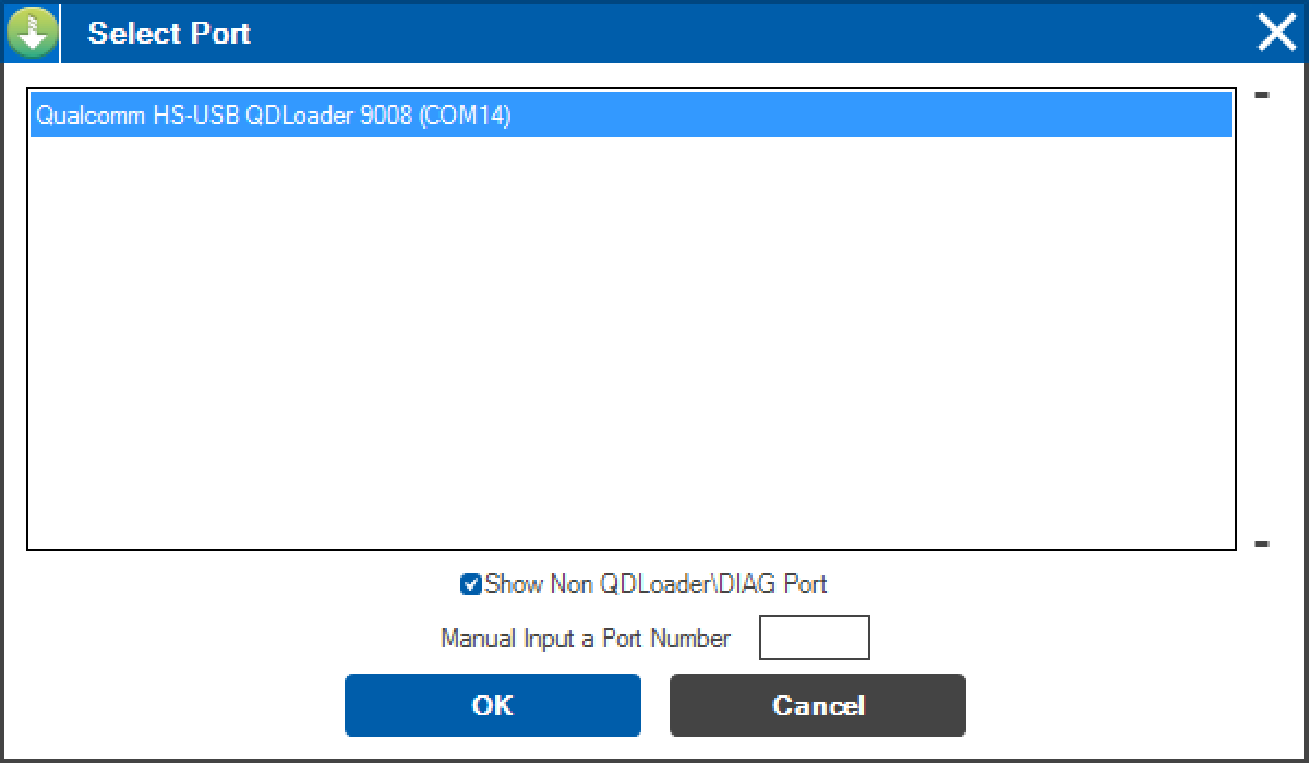 Select Port
Qualcomm HS-USB QDLoader 9008 (COM14)
Show Non QDLoader\DIAG Port
Manual Input a Port Number
OK
Cancel